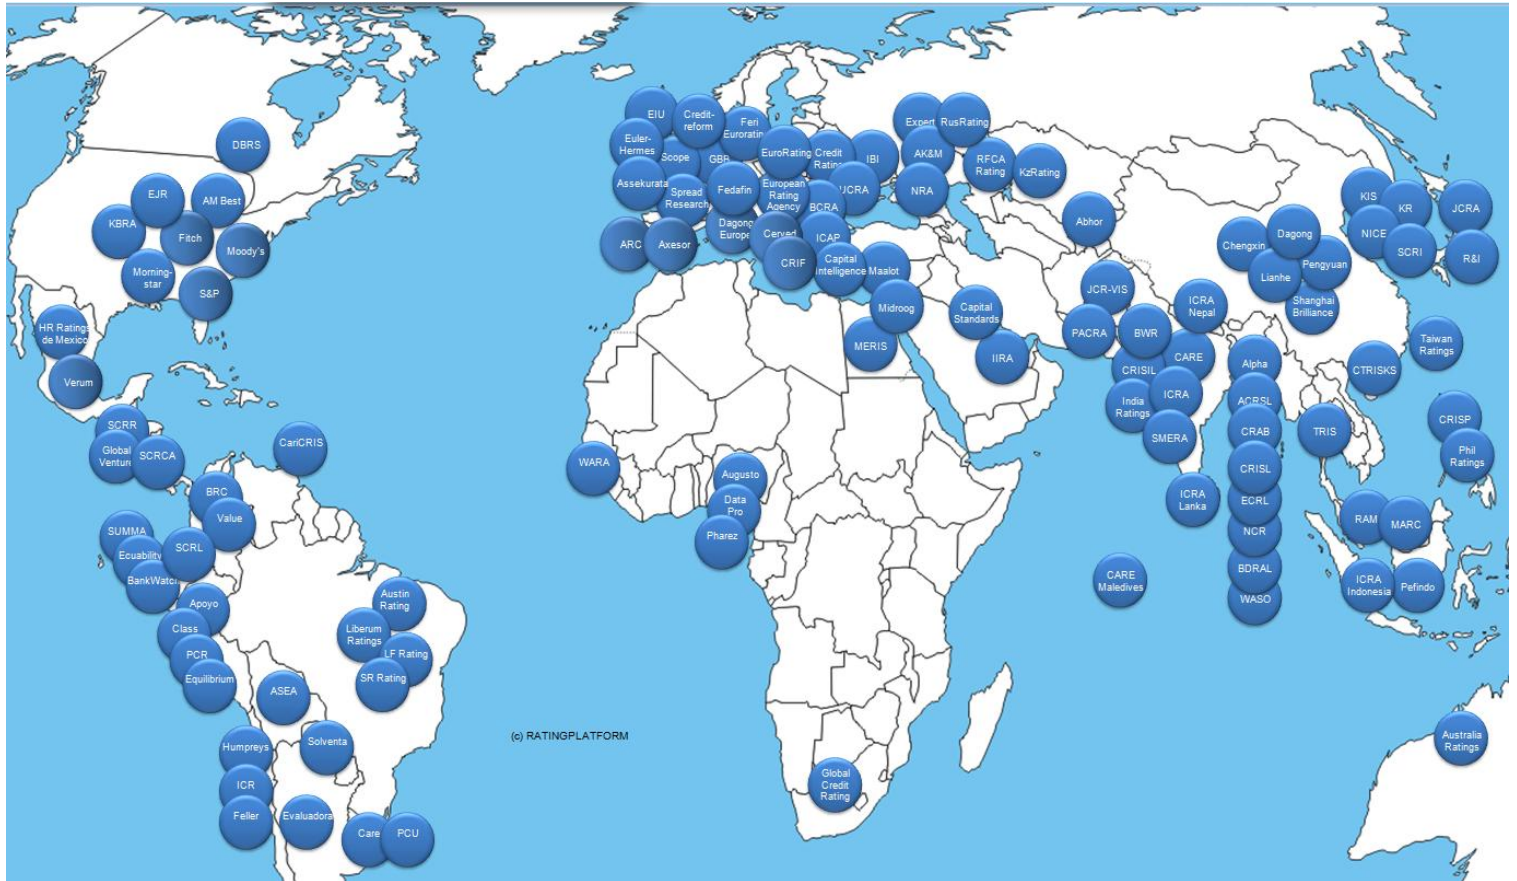 DBRS
EJR
AM Best
KBRA
Fitch
Moody's
Morning-
star
S&P
HR Ratings
de Mexico
Verum
SCRR
Global
Venture
SCRCA
CariCRIS
BRC
Value
SUMMA
SCRL
Ecuability
BankWatch
Apoyo
Class
PCR
Equilibrium
Austin
Rating
Liberum
Ratings
LF Rating
SR Rating
ASEA
Humpreys
Solventa
ICR
Feller
Evaluadora
Care
PCU
(c) RATINGPLATFORM
EIU
Credit-
reform
Feri
Eurorating
Euler-
Hermes
Scope
GBR
EuroRating
Credit
Rating
IBI
Assekurata
Spread
Research
Fedafin
European
Rating
Agency
BCRA
UCRA
ARC
Axesor
Dagong
Europe
Cerved
ICAP
CRIF
Capital
Intelligence
Maalot
Midroog
MERIS
Expert
RusRating
AK&M
NRA
RFCA
Rating
KzRating
Abhor
Capital
Standards
IIRA
WARA
Augusto
Data
Pro
Pharez
Global
Credit
Rating
JCR-VIS
PACRA
BWR
ICRA
Nepal
CRISIL
CARE
India
Ratings
ICRA
SMERA
ICRA
Lanka
CARE
Maledives
Alpha
ACRSL
CRAB
CRISL
ECRL
NCR
BDRAL
WASO
Chengxin
Dagong
Lianhe
Pengyuan
Shanghai
Brilliance
KIS
KR
NICE
SCRI
JCRA
R&I
Taiwan
Ratings
CTRISKS
TRIS
CRISP
Phil
Ratings
RAM
MARC
ICRA
Indonesia
Pefindo
Australia
Ratings